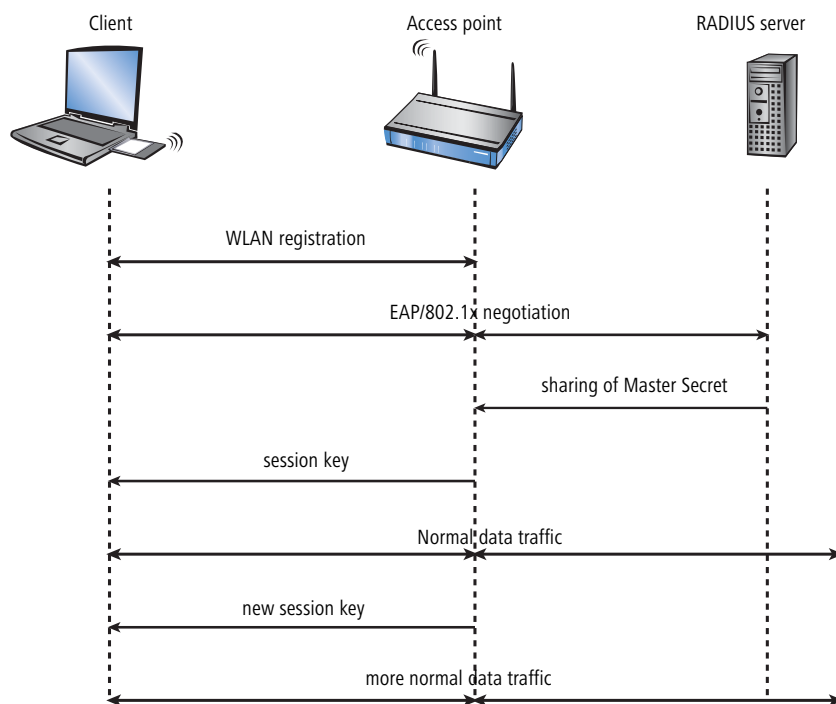 Client
Access point
RADIUS server
WLAN registration
EAP/802.1x negotiation
sharing of Master Secret
session key
Normal data traffic
new session key
more normal data traffic